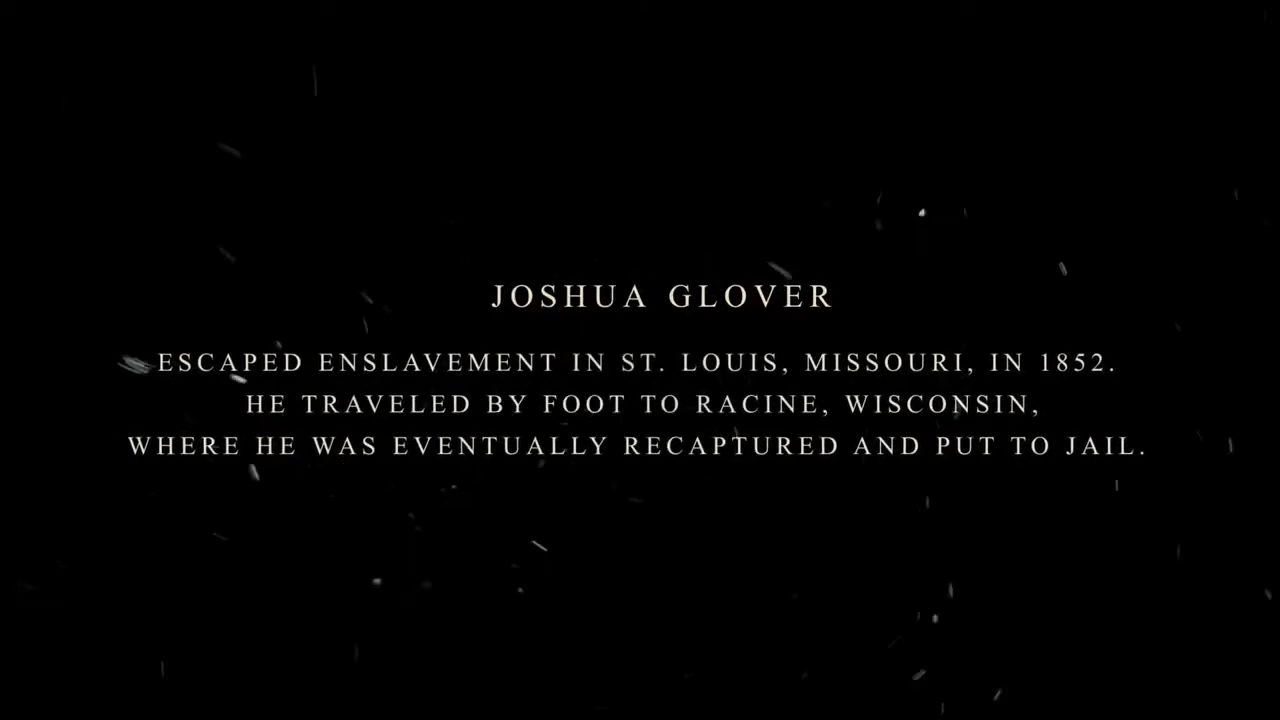 JOSHUA GLOVER
ESCAPED ENSLAVEMENT IN ST. LOUIS, MISSOURI, IN 1852.
HE TRAVELED BY FOOT TO RACINE, WISCONSIN,
WHERE HE WAS EVENTUALLY RECAPTURED AND PUT TO JAIL.